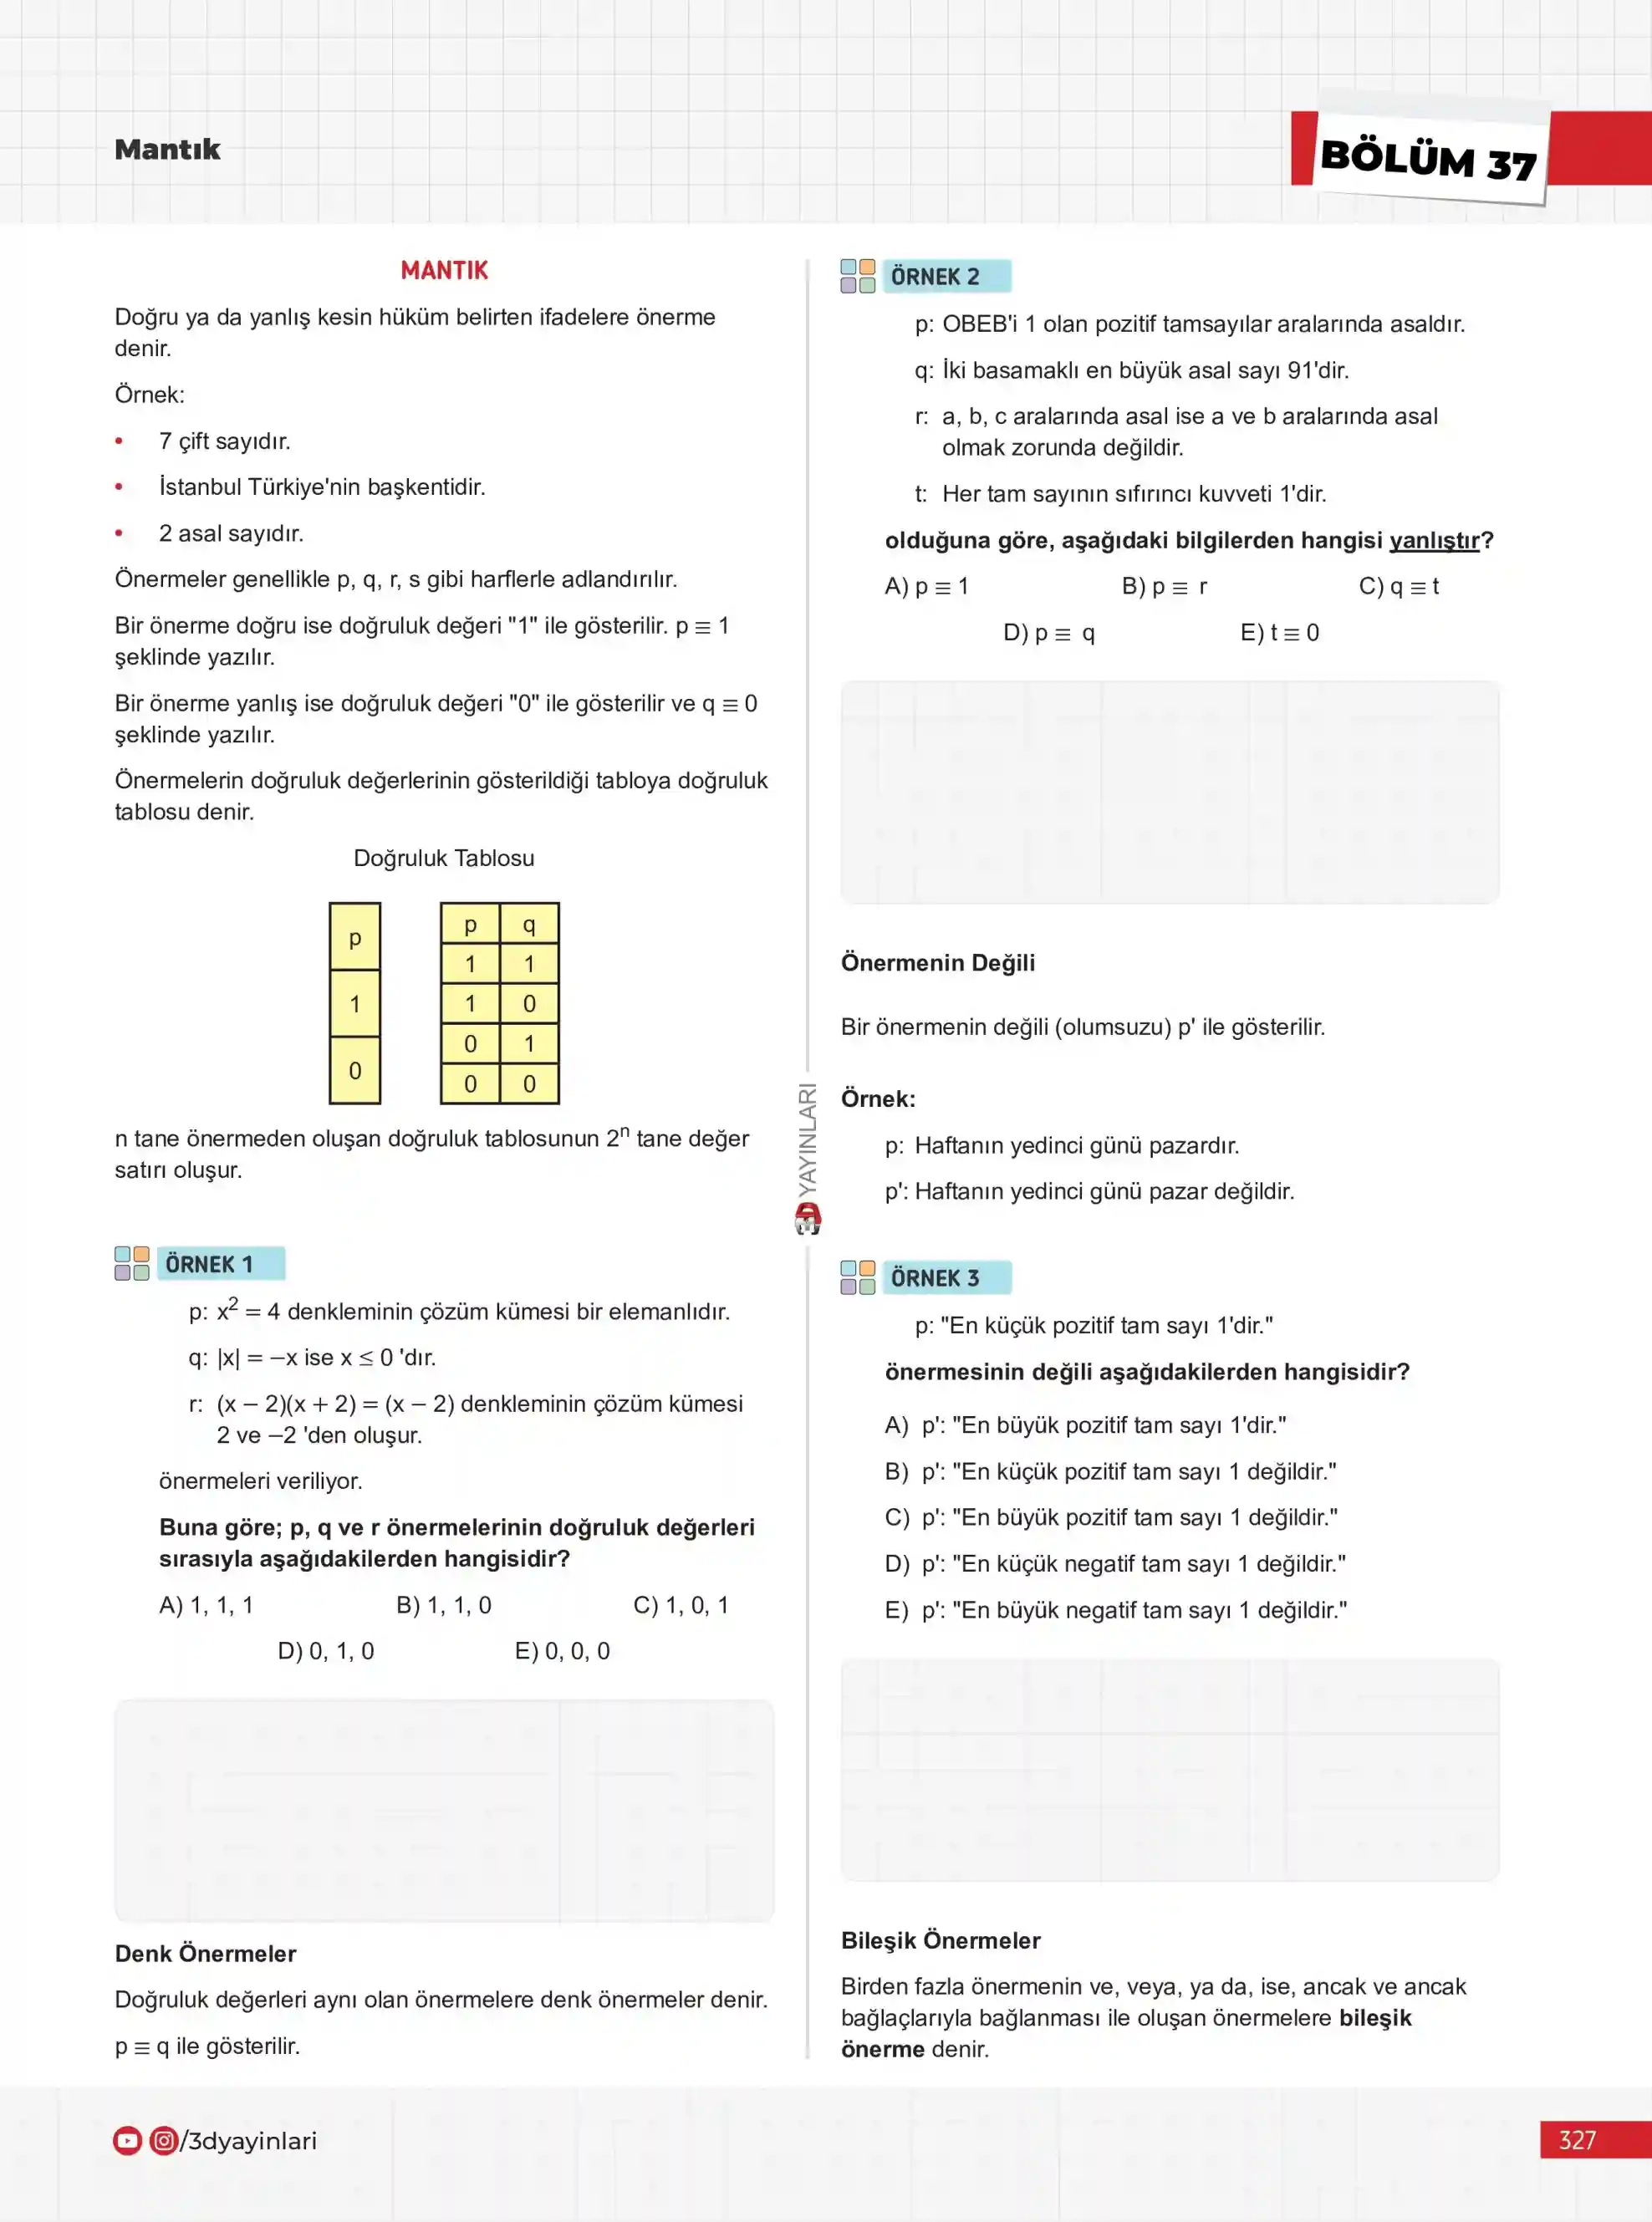 Mantık
BÖLÜM 37
MANTIK
Doğru ya da yanlış kesin hüküm belirten ifadelere önerme
denir.
Örnek:
• 7 çift sayıdır.
• İstanbul Türkiye'nin başkentidir.
• 2 asal sayıdır.
Önermeler genellikle p, q, r, s gibi harflerle adlandırılır.
Bir önerme doğru ise doğruluk değeri "1" ile gösterilir. p ≡ 1
şeklinde yazılır.
Bir önerme yanlış ise doğruluk değeri "0" ile gösterilir ve q ≡ 0
şeklinde yazılır.
Önermelerin doğruluk değerlerinin gösterildiği tabloya doğruluk
tablosu denir.
Doğruluk Tablosu
p
1
0
p q
1 1
1 0
0 1
0 0
n tane önermeden oluşan doğruluk tablosunun 2ⁿ tane değer
satırı oluşur.
ÖRNEK 1
p: x² = 4 denkleminin çözüm kümesi bir elemanlıdır.
q: |x| = −x ise x ≤ 0 'dır.
r: (x − 2)(x + 2) = (x − 2) denkleminin çözüm kümesi
2 ve −2 'den oluşur.
önermeleri veriliyor.
Buna göre; p, q ve r önermelerinin doğruluk değerleri
sırasıyla aşağıdakilerden hangisidir?
A) 1, 1, 1 B) 1, 1, 0 C) 1, 0, 1
D) 0, 1, 0 E) 0, 0, 0
Denk Önermeler
Doğruluk değerleri aynı olan önermelere denk önermeler denir.
p ≡ q ile gösterilir.
3D YAYINLARI
ÖRNEK 2
p: OBEB'i 1 olan pozitif tamsayılar aralarında asaldır.
q: İki basamaklı en büyük asal sayı 91'dir.
r: a, b, c aralarında asal ise a ve b aralarında asal
olmak zorunda değildir.
t: Her tam sayının sıfırıncı kuvveti 1'dir.
olduğuna göre, aşağıdaki bilgilerden hangisi yanlıştır?
A) p ≡ 1 B) p ≡ r C) q ≡ t
D) p ≡ q E) t ≡ 0
Önermenin Değili
Bir önermenin değili (olumsuzu) p' ile gösterilir.
Örnek:
p: Haftanın yedinci günü pazardır.
p': Haftanın yedinci günü pazar değildir.
ÖRNEK 3
p: "En küçük pozitif tam sayı 1'dir."
önermesinin değili aşağıdakilerden hangisidir?
A) p': "En büyük pozitif tam sayı 1'dir."
B) p': "En küçük pozitif tam sayı 1 değildir."
C) p': "En büyük pozitif tam sayı 1 değildir."
D) p': "En küçük negatif tam sayı 1 değildir."
E) p': "En büyük negatif tam sayı 1 değildir."
Bileşik Önermeler
Birden fazla önermenin ve, veya, ya da, ise, ancak ve ancak
bağlaçlarıyla bağlanması ile oluşan önermelere bileşik
önerme denir.
/3dyayinlari
327